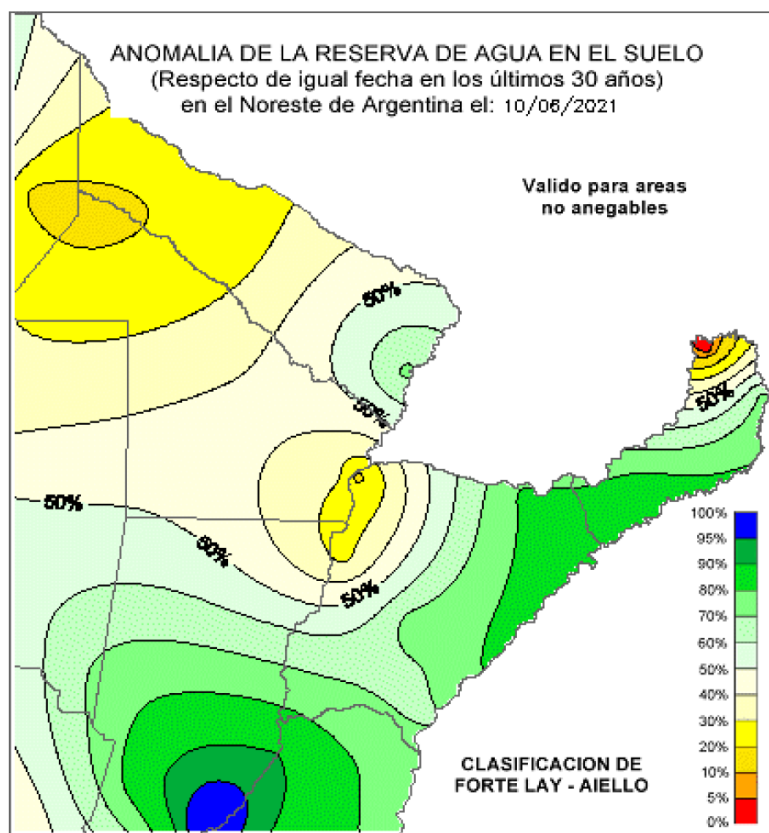 ANOMALIA DE LA RESERVA DE AGUA EN EL SUELO
(Respecto de igual fecha en los últimos 30 años)
en el Noreste de Argentina el: 10/06/2021
Valido para areas
no anegables
50%
50%
50%
50%
50%
50%
100%
95%
90%
80%
70%
60%
50%
40%
30%
20%
10%
5%
0%
CLASIFICACION DE
FORTE LAY - AIELLO